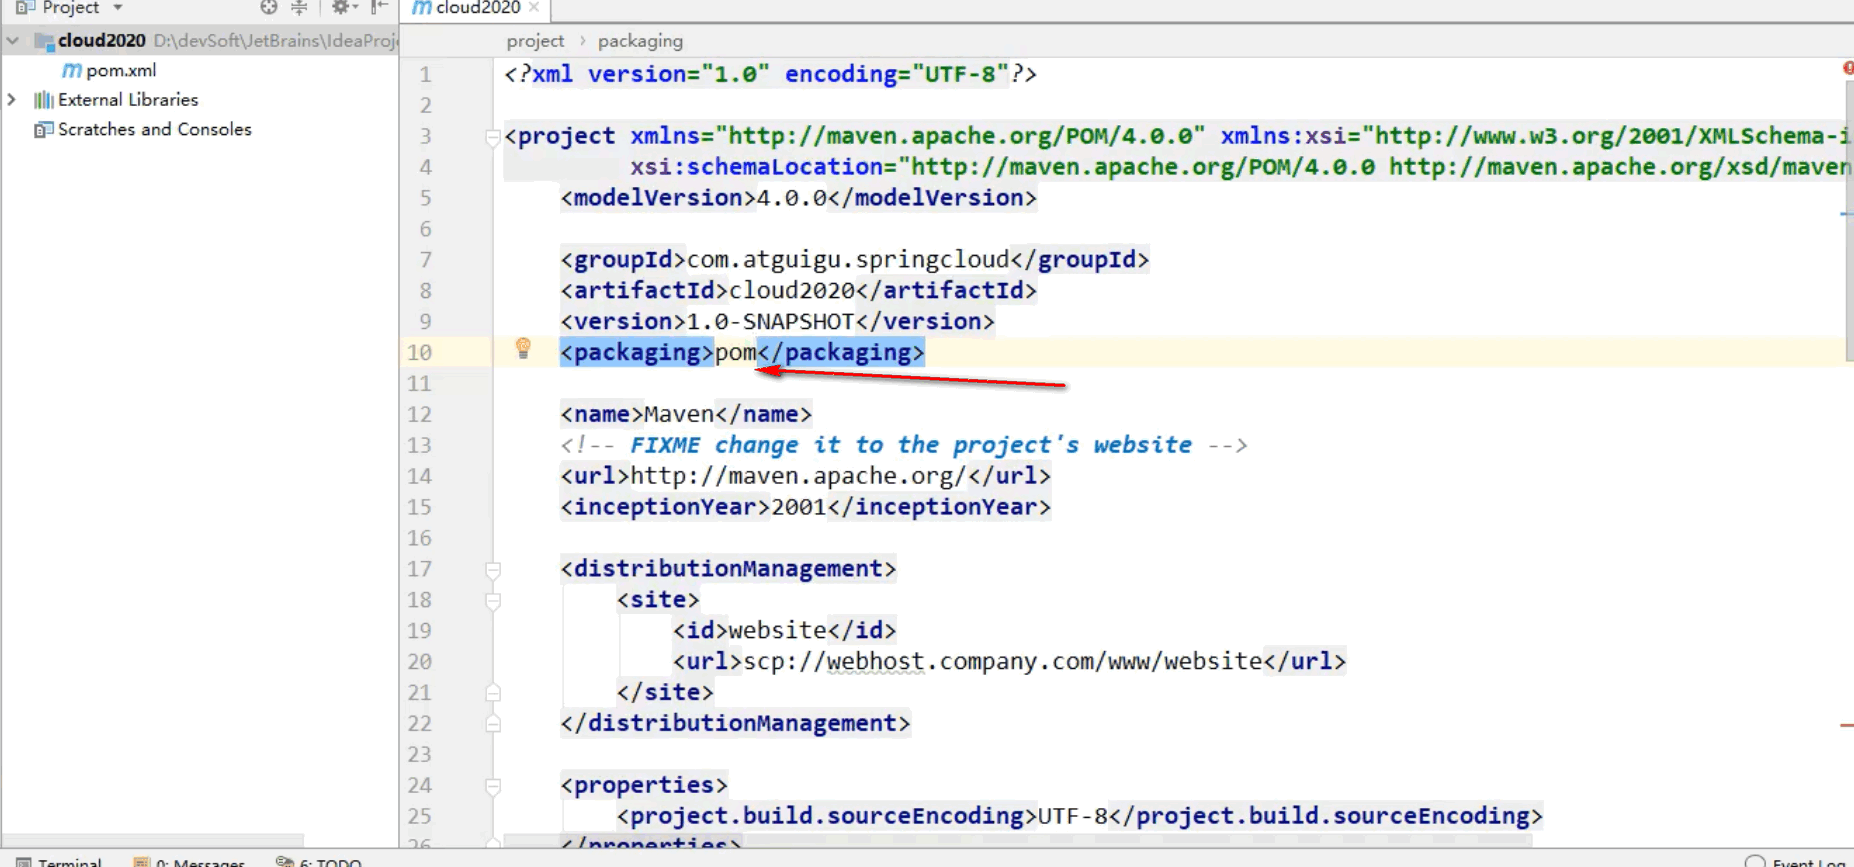 Project
cloud2020
cloud2020 D:\devSoft\JetBrains\IdeaProj
pom.xml
External Libraries
Scratches and Consoles
project › packaging
1 <?xml version="1.0" encoding="UTF-8"?>
2
3 <project xmlns="http://maven.apache.org/POM/4.0.0" xmlns:xsi="http://www.w3.org/2001/XMLSchema-i
4 xsi:schemaLocation="http://maven.apache.org/POM/4.0.0 http://maven.apache.org/xsd/maven
5 <modelVersion>4.0.0</modelVersion>
6
7 <groupId>com.atguigu.springcloud</groupId>
8 <artifactId>cloud2020</artifactId>
9 <version>1.0-SNAPSHOT</version>
10 <packaging>pom</packaging>
11
12 <name>Maven</name>
13 <!-- FIXME change it to the project's website -->
14 <url>http://maven.apache.org/</url>
15 <inceptionYear>2001</inceptionYear>
16
17 <distributionManagement>
18 <site>
19 <id>website</id>
20 <url>scp://webhost.company.com/www/website</url>
21 </site>
22 </distributionManagement>
23
24 <properties>
25 <project.build.sourceEncoding>UTF-8</project.build.sourceEncoding>
26 </properties>
Terminal 0: Messages 6: TODO Event Log